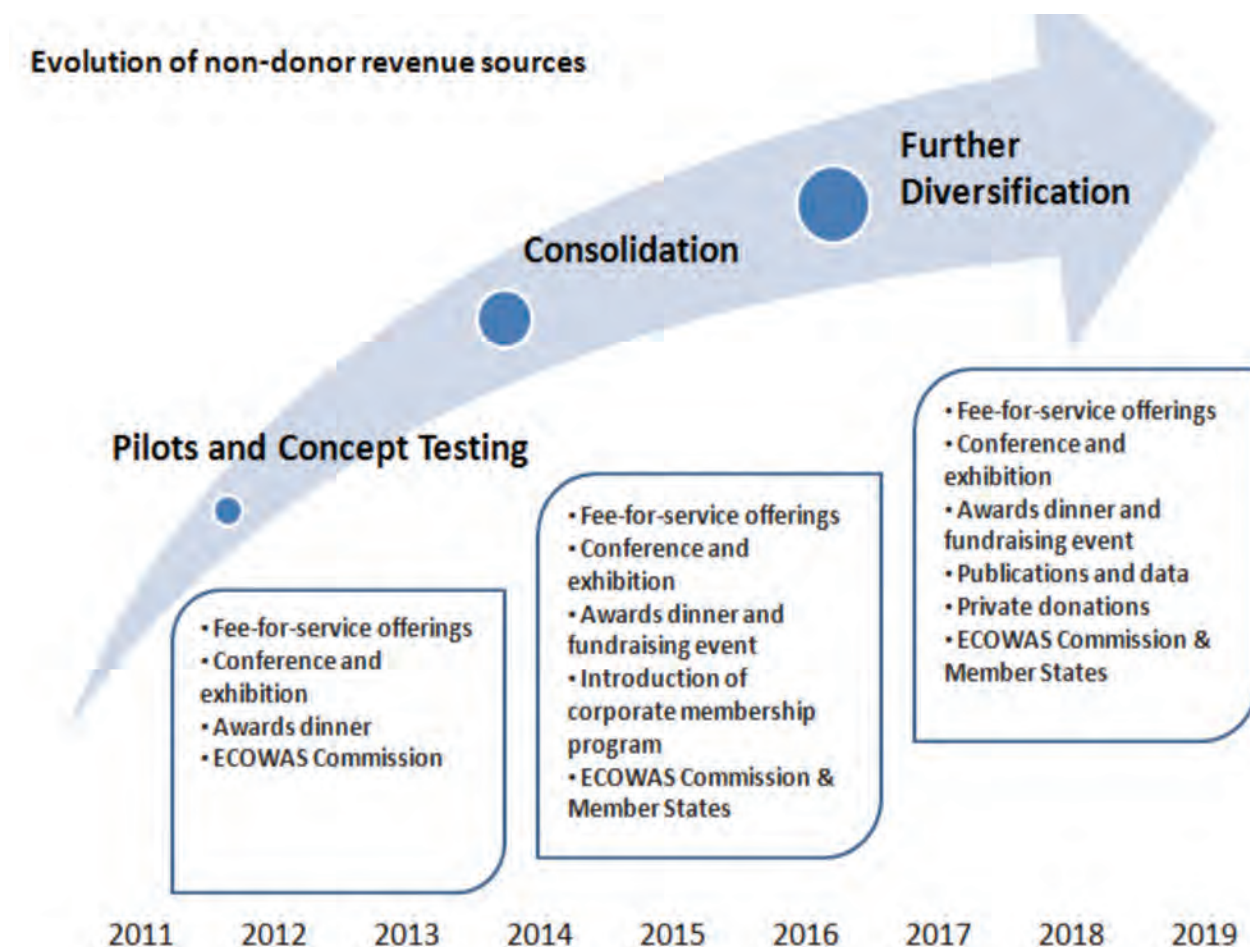 Evolution of non-donor revenue sources
Further
Diversification
Consolidation
Pilots and Concept Testing
• Fee-for-service offerings
• Conference and
exhibition
• Awards dinner
• ECOWAS Commission
• Fee-for-service offerings
• Conference and
exhibition
• Awards dinner and
fundraising event
• Introduction of
corporate membership
program
• ECOWAS Commission &
Member States
• Fee-for-service offerings
• Conference and
exhibition
• Awards dinner and
fundraising event
• Publications and data
• Private donations
• ECOWAS Commission &
Member States
2011 2012 2013 2014 2015 2016 2017 2018 2019